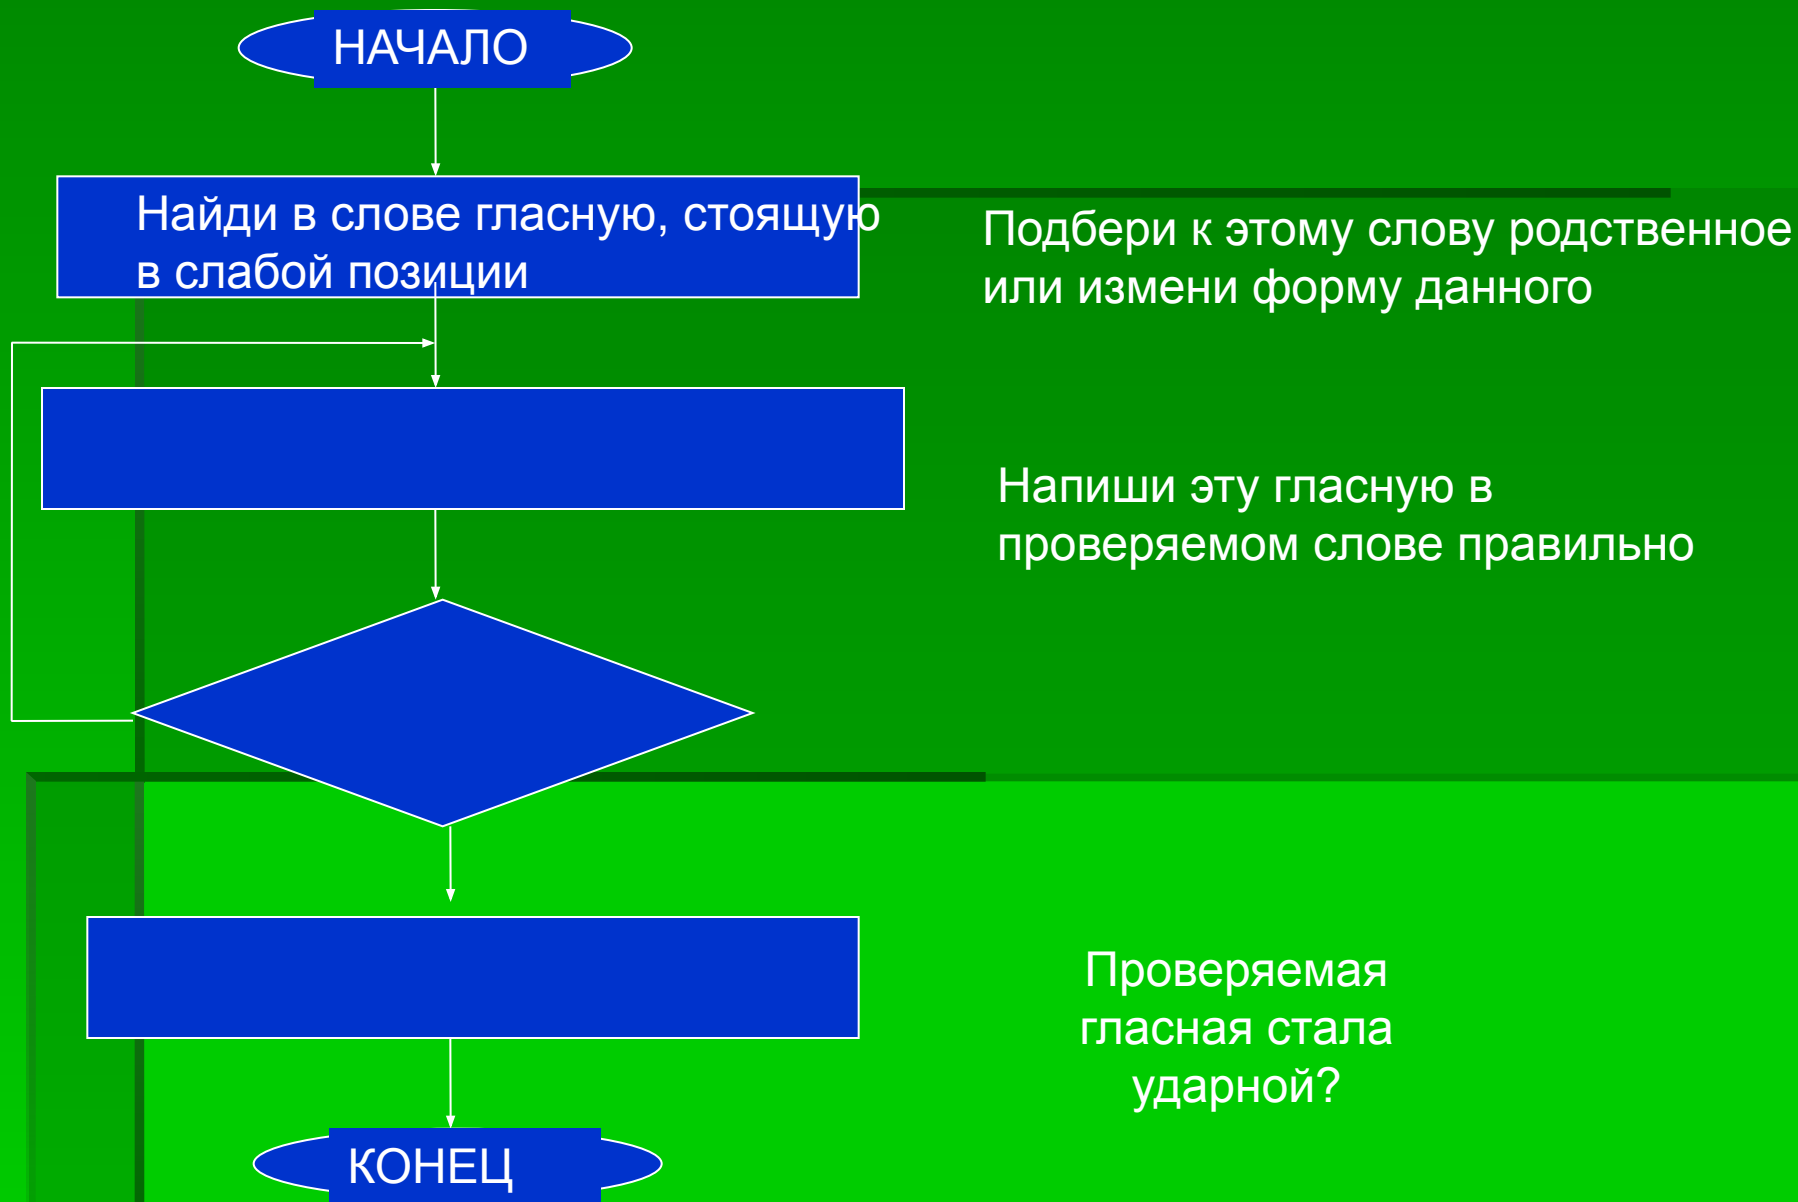 НАЧАЛО
Найди в слове гласную, стоящую
в слабой позиции
Подбери к этому слову родственное
или измени форму данного
Напиши эту гласную в
проверяемом слове правильно
Проверяемая
гласная стала
ударной?
КОНЕЦ